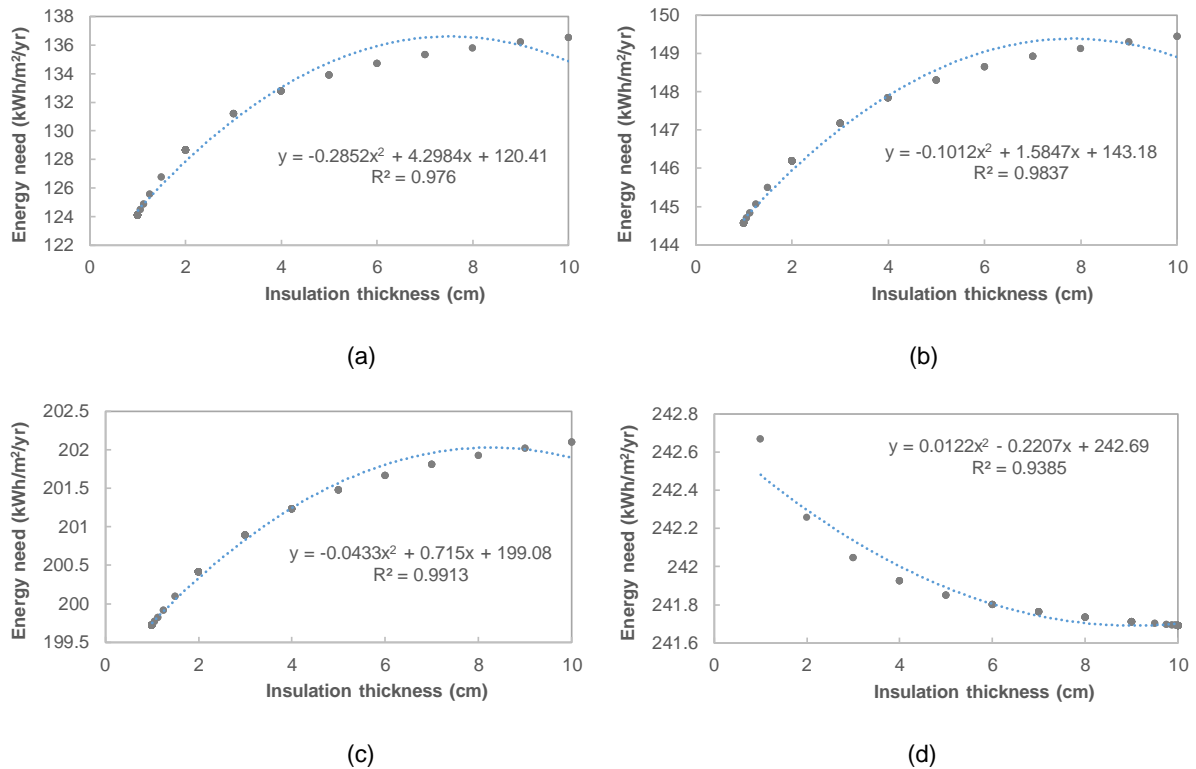 138
136
134
132
130
128
126
124
122
0 2 4 6 8 10
Energy need (kWh/m²/yr)
Insulation thickness (cm)
y = -0.2852x² + 4.2984x + 120.41
R² = 0.976
(a)
150
149
148
147
146
145
144
0 2 4 6 8 10
Energy need (kWh/m²/yr)
Insulation thickness (cm)
y = -0.1012x² + 1.5847x + 143.18
R² = 0.9837
(b)
202.5
202
201.5
201
200.5
200
199.5
0 2 4 6 8 10
Energy need (kWh/m²/yr)
Insulation thickness (cm)
y = -0.0433x² + 0.715x + 199.08
R² = 0.9913
(c)
242.8
242.6
242.4
242.2
242
241.8
241.6
0 2 4 6 8 10
Energy need (kWh/m²/yr)
Insulation thickness (cm)
y = 0.0122x² - 0.2207x + 242.69
R² = 0.9385
(d)